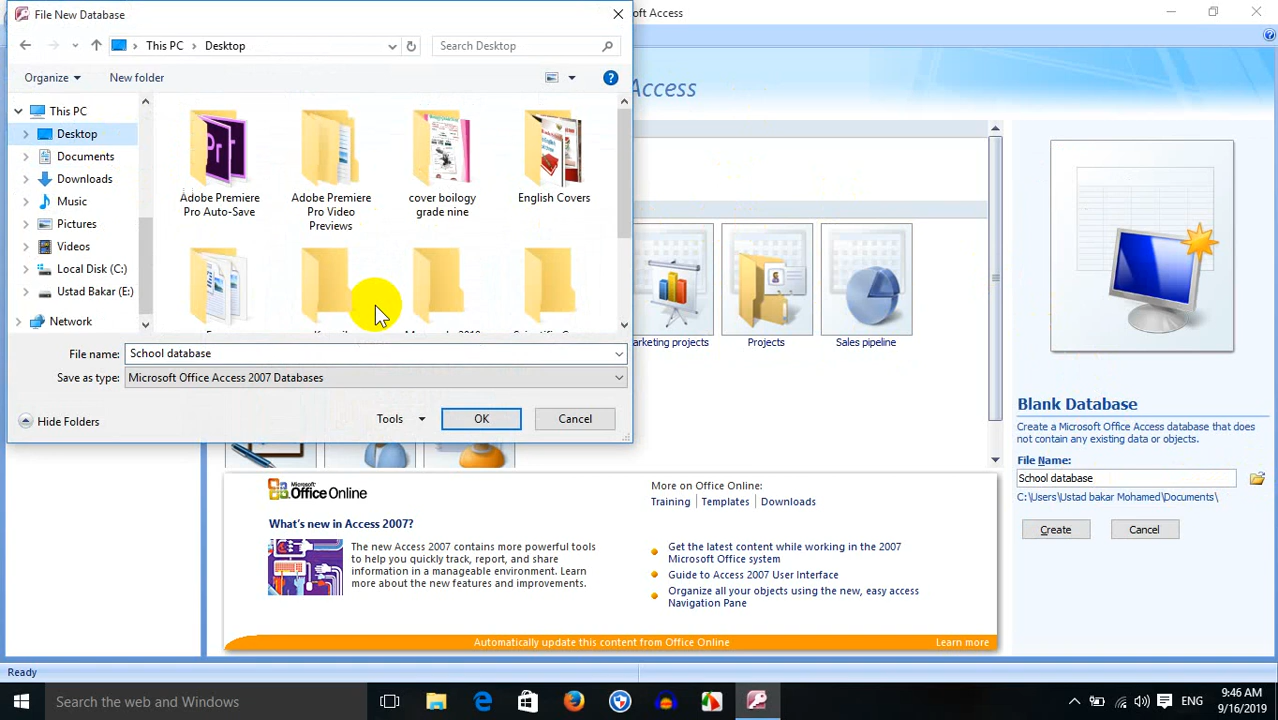 File New Database
oft Access
This PC
Desktop
Search Desktop
Organize
New folder
This PC
Desktop
Documents
Downloads
Music
Pictures
Videos
Local Disk (C:)
Ustad Bakar (E:)
Network
Adobe Premiere
Pro Auto-Save
Adobe Premiere
Pro Video
Previews
cover boilogy
grade nine
English Covers
File name:
School database
Save as type:
Microsoft Office Access 2007 Databases
Hide Folders
Tools
OK
Cancel
Access
arketing projects
Projects
Sales pipeline
Blank Database
Create a Microsoft Office Access database that does
not contain any existing data or objects.
File Name:
School database
C:\Users\Ustad bakar Mohamed\Documents\
Create
Cancel
Microsoft®
Office Online
What's new in Access 2007?
The new Access 2007 contains more powerful tools
to help you quickly track, report, and share
information in a manageable environment. Learn
more about the new features and improvements.
More on Office Online:
Training | Templates | Downloads
Get the latest content while working in the 2007
Microsoft Office system
Guide to Access 2007 User Interface
Organize all your objects using the new, easy access
Navigation Pane
Automatically update this content from Office Online
Learn more
Ready
Search the web and Windows
ENG
9:46 AM
9/16/2019